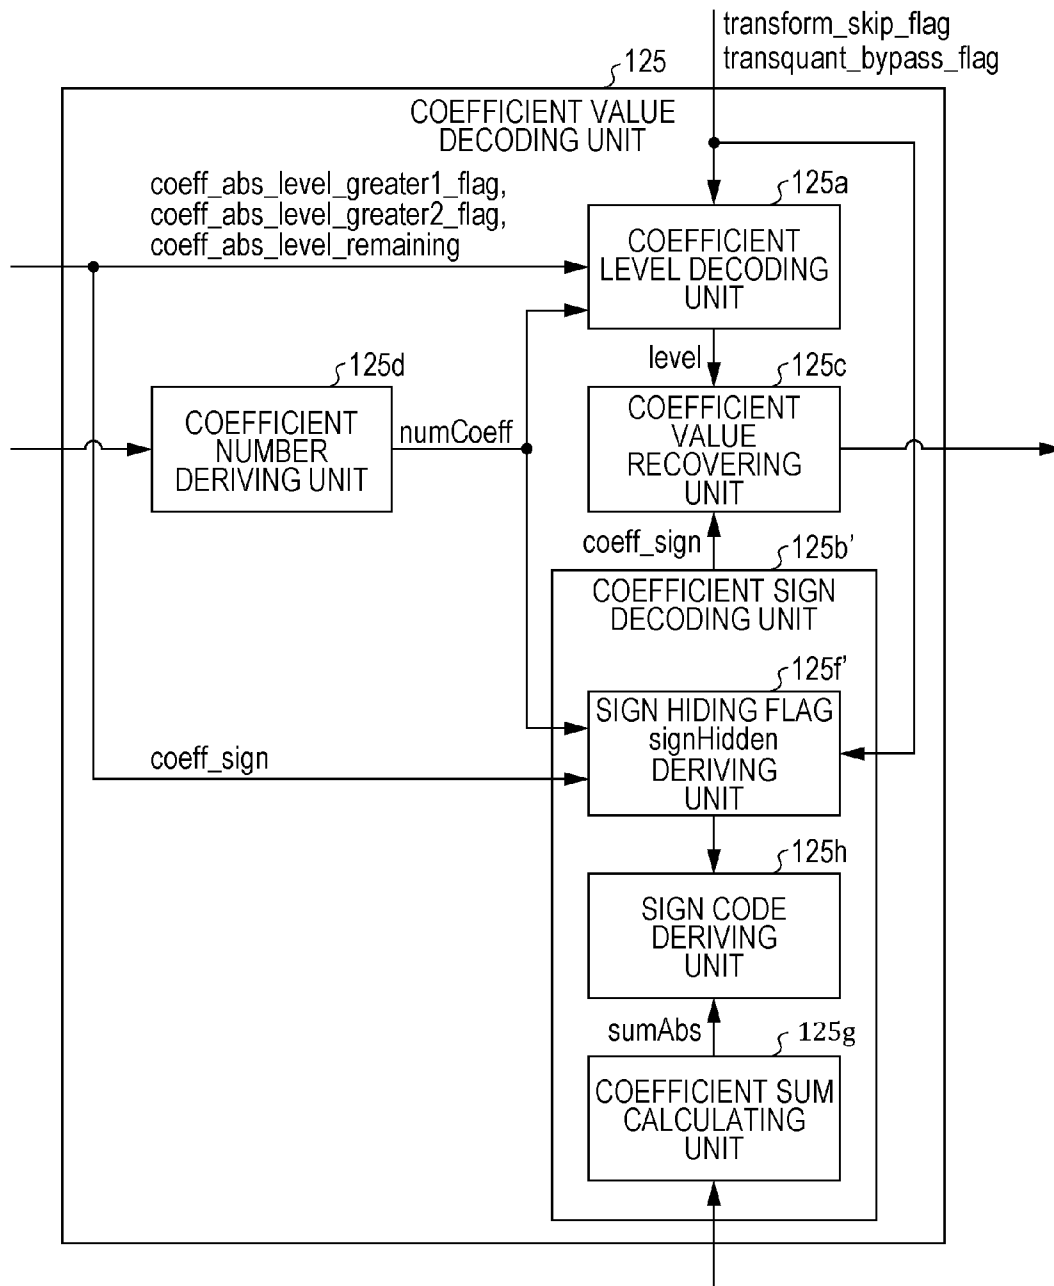 transform_skip_flag
transquant_bypass_flag
125
COEFFICIENT VALUE
DECODING UNIT
coeff_abs_level_greater1_flag,
coeff_abs_level_greater2_flag,
coeff_abs_level_remaining
125a
COEFFICIENT
LEVEL DECODING
UNIT
level
125d
COEFFICIENT
NUMBER
DERIVING UNIT
numCoeff
125c
COEFFICIENT
VALUE
RECOVERING
UNIT
coeff_sign
125b’
COEFFICIENT SIGN
DECODING UNIT
125f’
SIGN HIDING FLAG
signHidden
DERIVING
UNIT
coeff_sign
125h
SIGN CODE
DERIVING
UNIT
sumAbs
125g
COEFFICIENT SUM
CALCULATING
UNIT